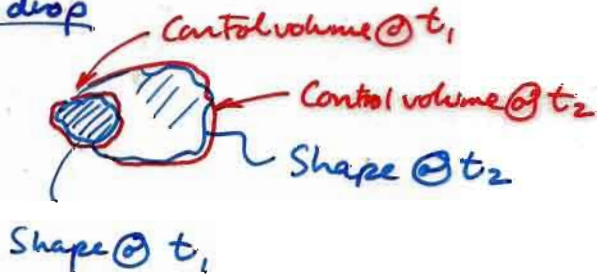 drop
Control volume @ t₁
Control volume @ t₂
Shape @ t₂
Shape @ t₁